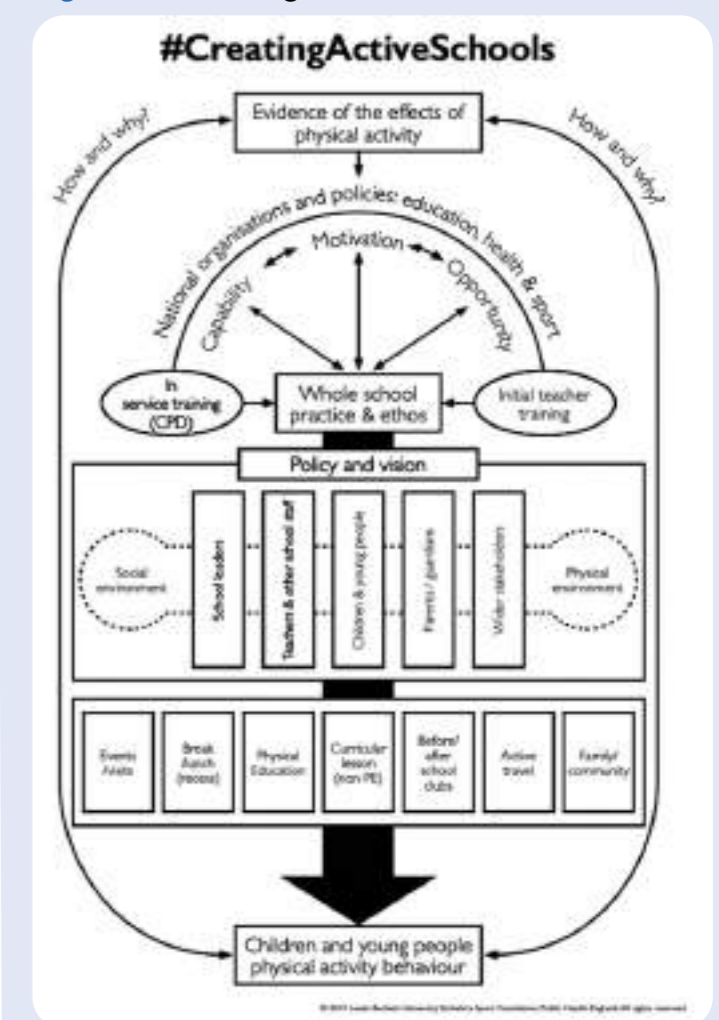 #CreatingActiveSchools
How and why?
Evidence of the effects of
physical activity
How and why?
National organisations and policies: education, health & sport
Capability
Motivation
Opportunity
In
service training
(CPD)
Whole school
practice & ethos
Initial teacher
training
Policy and vision
Social
environment
School leaders
Teachers & other school staff
Children & young people
Parents / guardians
Wider stakeholders
Physical
environment
Events
/visits
Break
/lunch
(recess)
Physical
Education
Curricular
lesson
(non PE)
Before/
after
school
clubs
Active
travel
Family/
community
Children and young people
physical activity behaviour